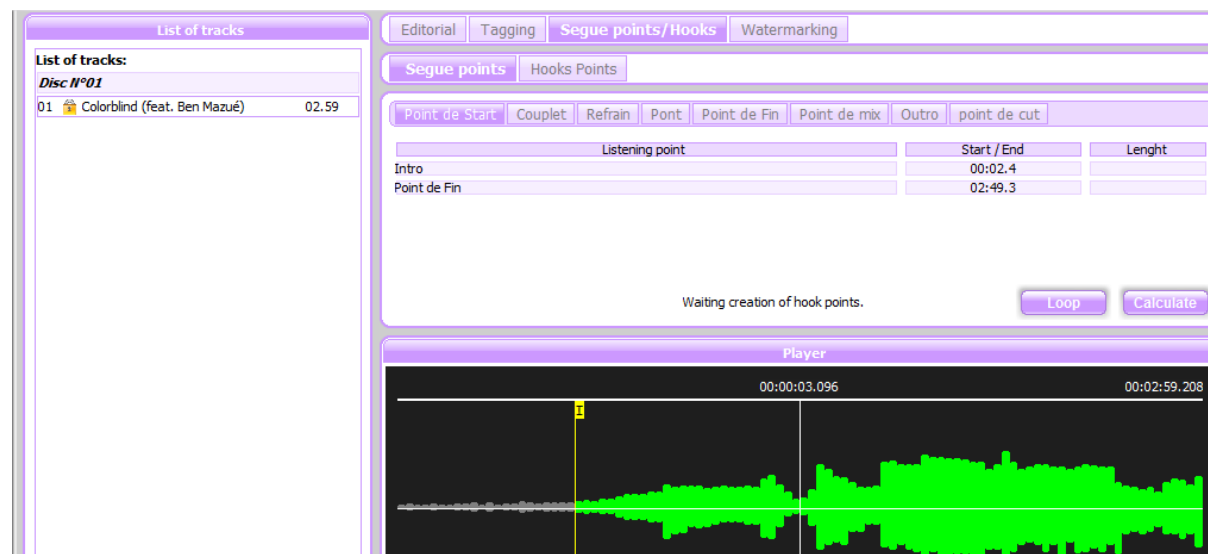 List of tracks
List of tracks:
Disc N°01
01 Colorblind (feat. Ben Mazué) 02.59
Editorial Tagging Segue points/Hooks Watermarking
Segue points Hooks Points
Point de Start Couplet Refrain Pont Point de Fin Point de mix Outro point de cut
Listening point Start / End Lenght
Intro 00:02.4
Point de Fin 02:49.3
Waiting creation of hook points. Loop Calculate
Player
00:00:03.096 00:02:59.208
I